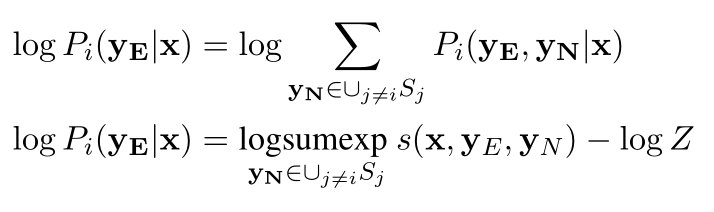 log P_i(y_E|x) = log ∑_{y_N∈∪_{j≠i}S_j} P_i(y_E, y_N|x)
log P_i(y_E|x) = logsumexp_{y_N∈∪_{j≠i}S_j} s(x, y_E, y_N) − log Z